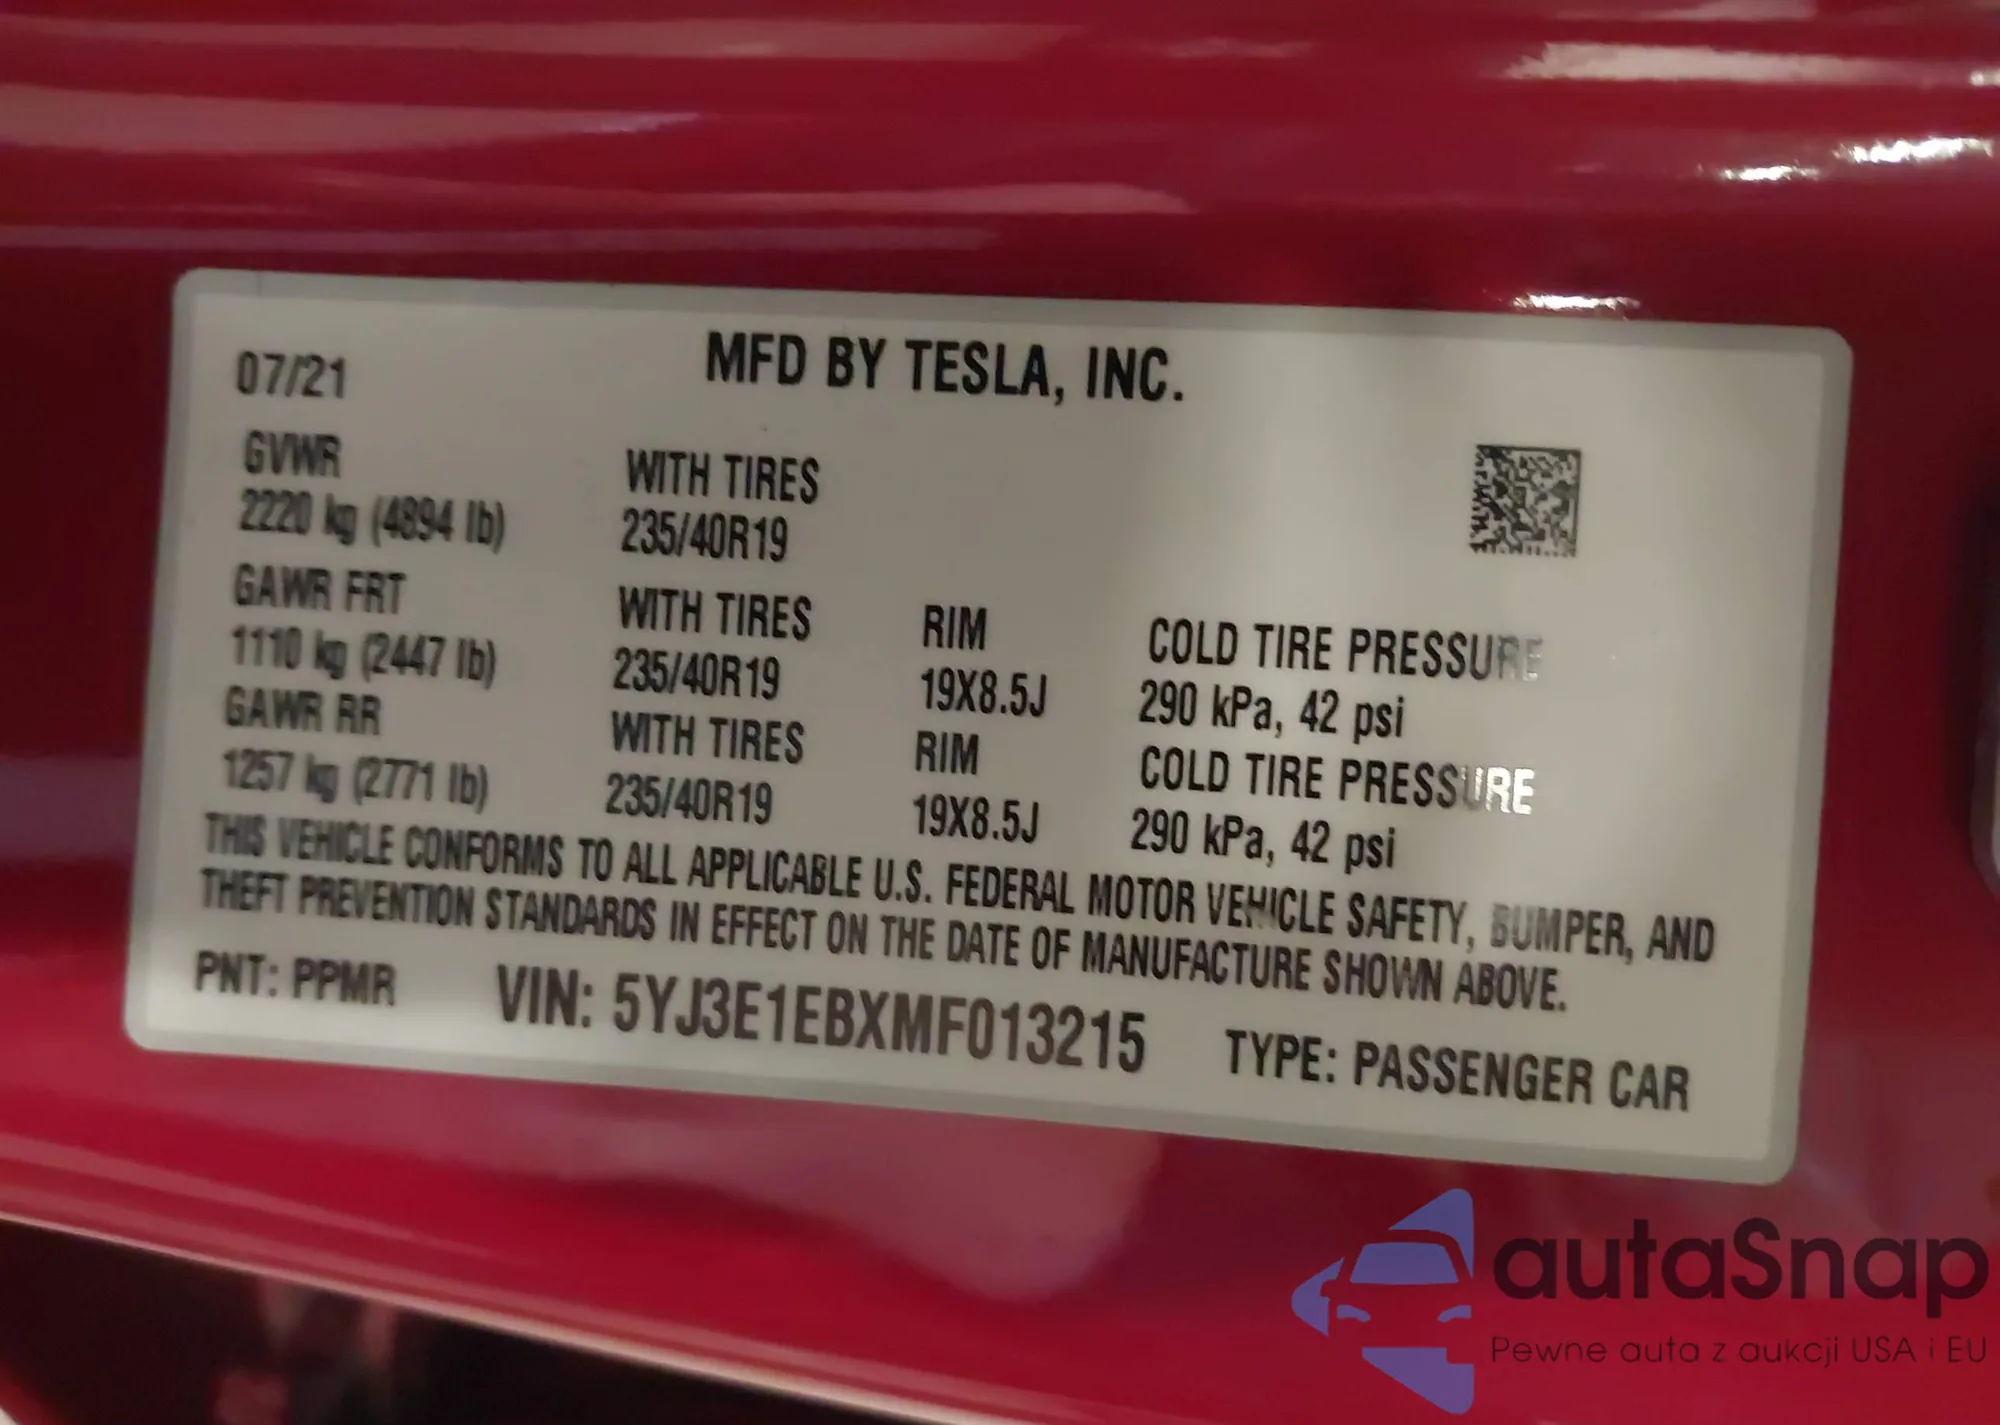 07/21 MFD BY TESLA, INC.
GVWR WITH TIRES
2220 kg (4894 lb) 235/40R19
GAWR FRT WITH TIRES RIM COLD TIRE PRESSURE
1110 kg (2447 lb) 235/40R19 19X8.5J 290 kPa, 42 psi
GAWR RR WITH TIRES RIM COLD TIRE PRESSURE
1257 kg (2771 lb) 235/40R19 19X8.5J 290 kPa, 42 psi
THIS VEHICLE CONFORMS TO ALL APPLICABLE U.S. FEDERAL MOTOR VEHICLE SAFETY, BUMPER, AND
THEFT PREVENTION STANDARDS IN EFFECT ON THE DATE OF MANUFACTURE SHOWN ABOVE.
PNT: PPMR VIN: 5YJ3E1EBXMF013215 TYPE: PASSENGER CAR
autaSnap
Pewne auta z aukcji USA i EU